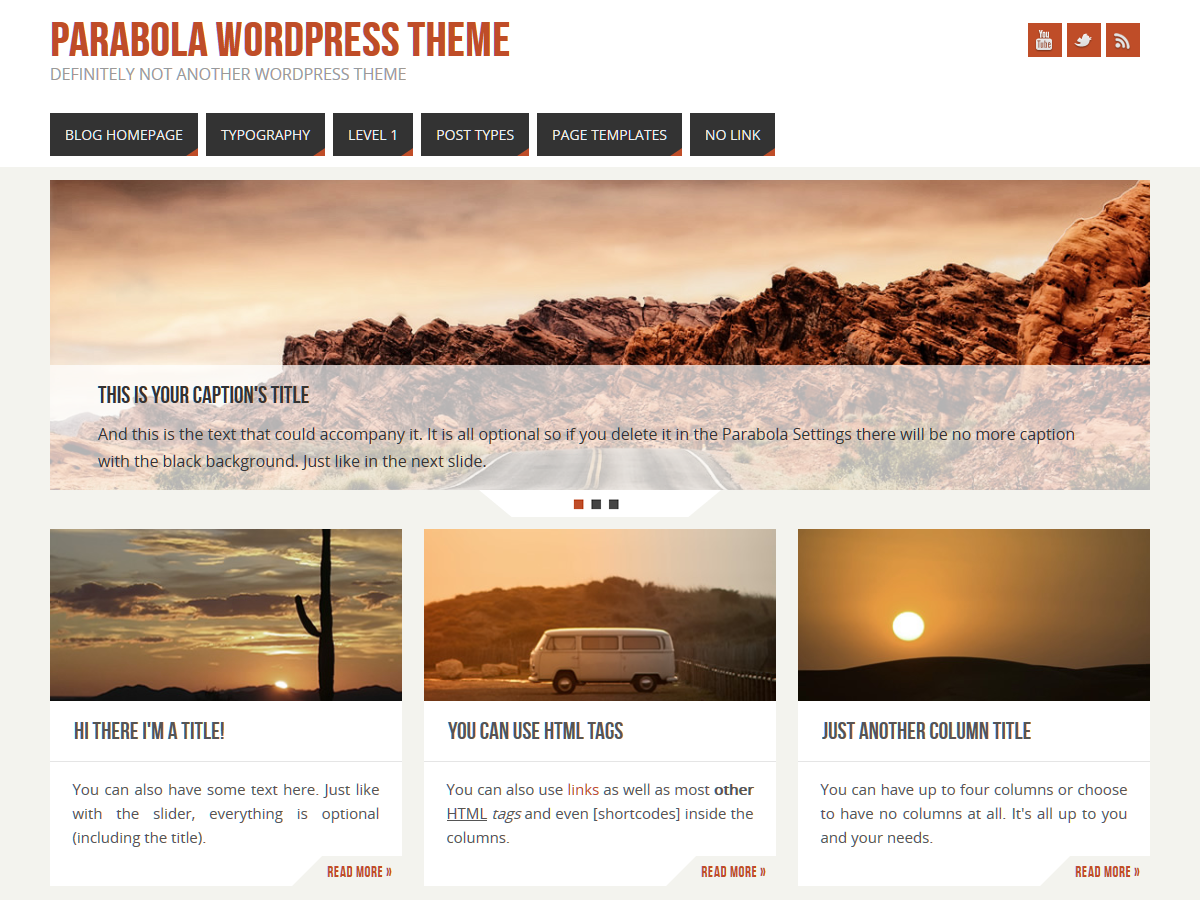 PARABOLA WORDPRESS THEME
DEFINITELY NOT ANOTHER WORDPRESS THEME
You
Tube
BLOG HOMEPAGE
TYPOGRAPHY
LEVEL 1
POST TYPES
PAGE TEMPLATES
NO LINK
THIS IS YOUR CAPTION'S TITLE
And this is the text that could accompany it. It is all optional so if you delete it in the Parabola Settings there will be no more caption
with the black background. Just like in the next slide.
HI THERE I'M A TITLE!
You can also have some text here. Just like
with the slider, everything is optional
(including the title).
READ MORE »
YOU CAN USE HTML TAGS
You can also use links as well as most other
HTML tags and even [shortcodes] inside the
columns.
READ MORE »
JUST ANOTHER COLUMN TITLE
You can have up to four columns or choose
to have no columns at all. It's all up to you
and your needs.
READ MORE »